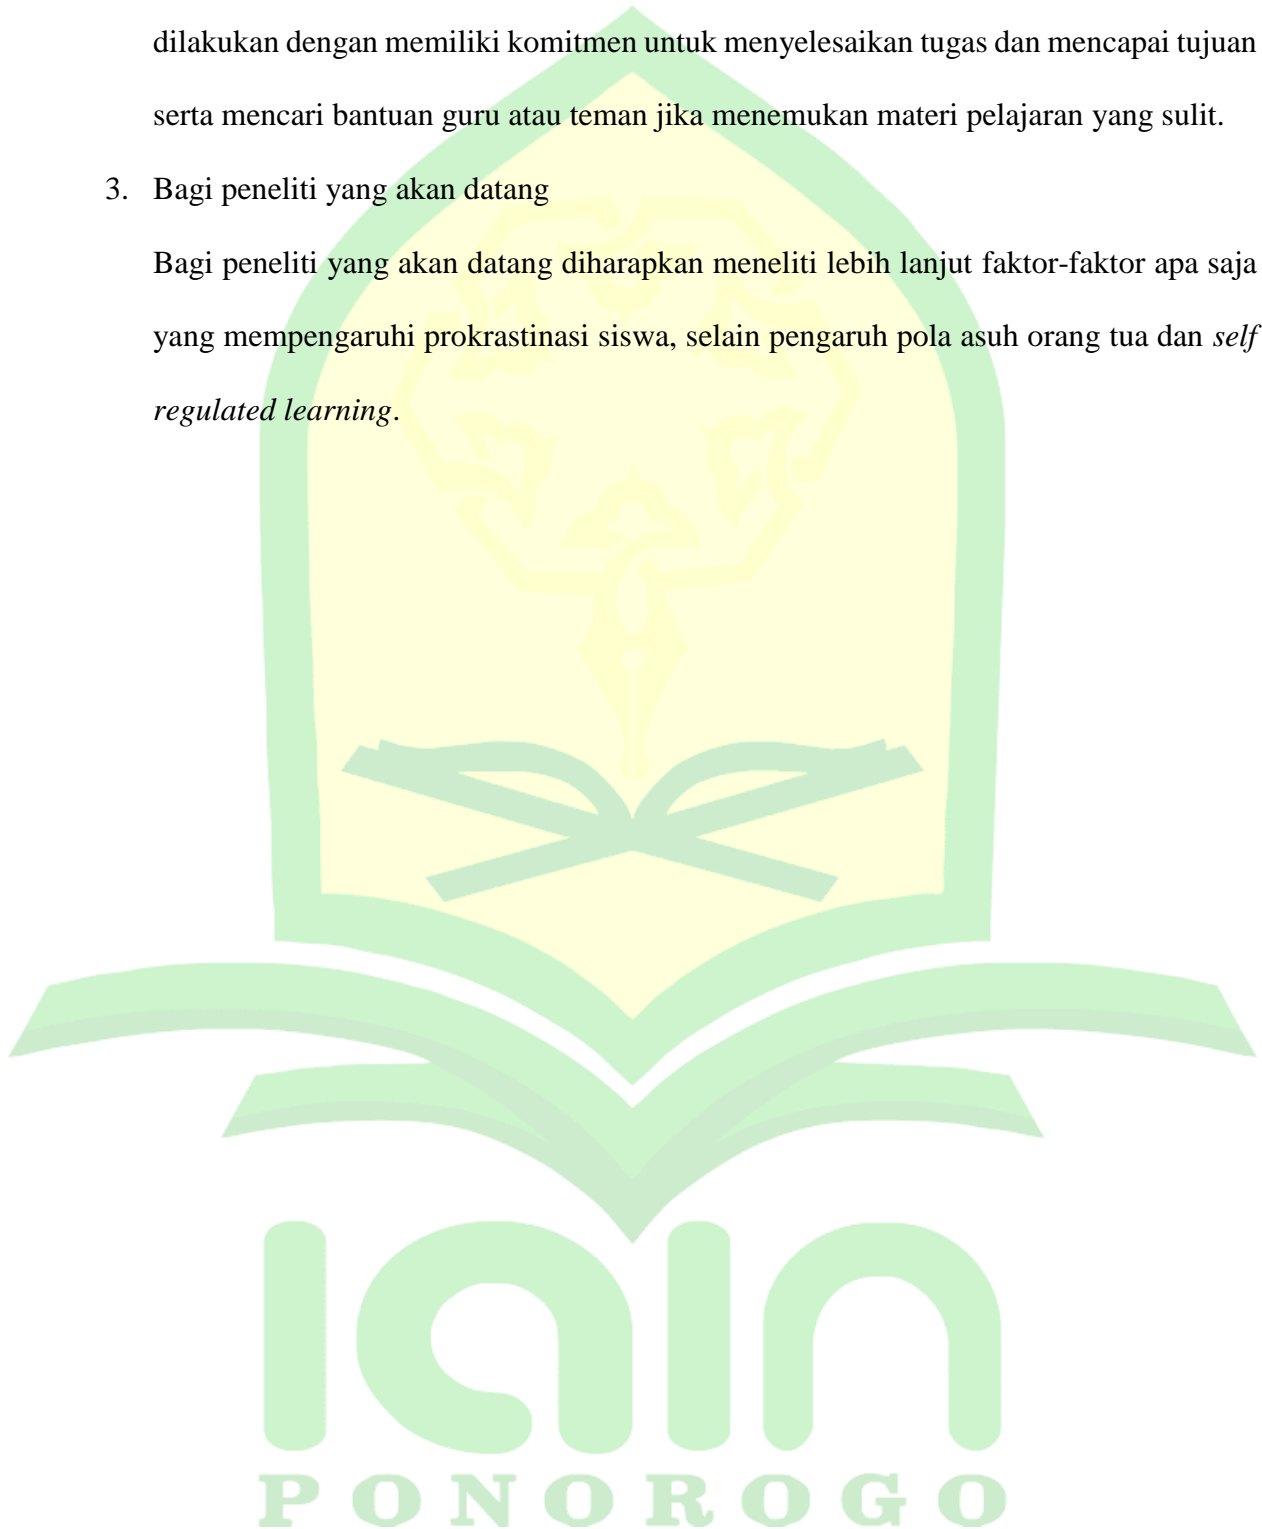 dilakukan dengan memiliki komitmen untuk menyelesaikan tugas dan mencapai tujuan
serta mencari bantuan guru atau teman jika menemukan materi pelajaran yang sulit.
3. Bagi peneliti yang akan datang
Bagi peneliti yang akan datang diharapkan meneliti lebih lanjut faktor-faktor apa saja
yang mempengaruhi prokrastinasi siswa, selain pengaruh pola asuh orang tua dan self
regulated learning.
iain
PONOROGO